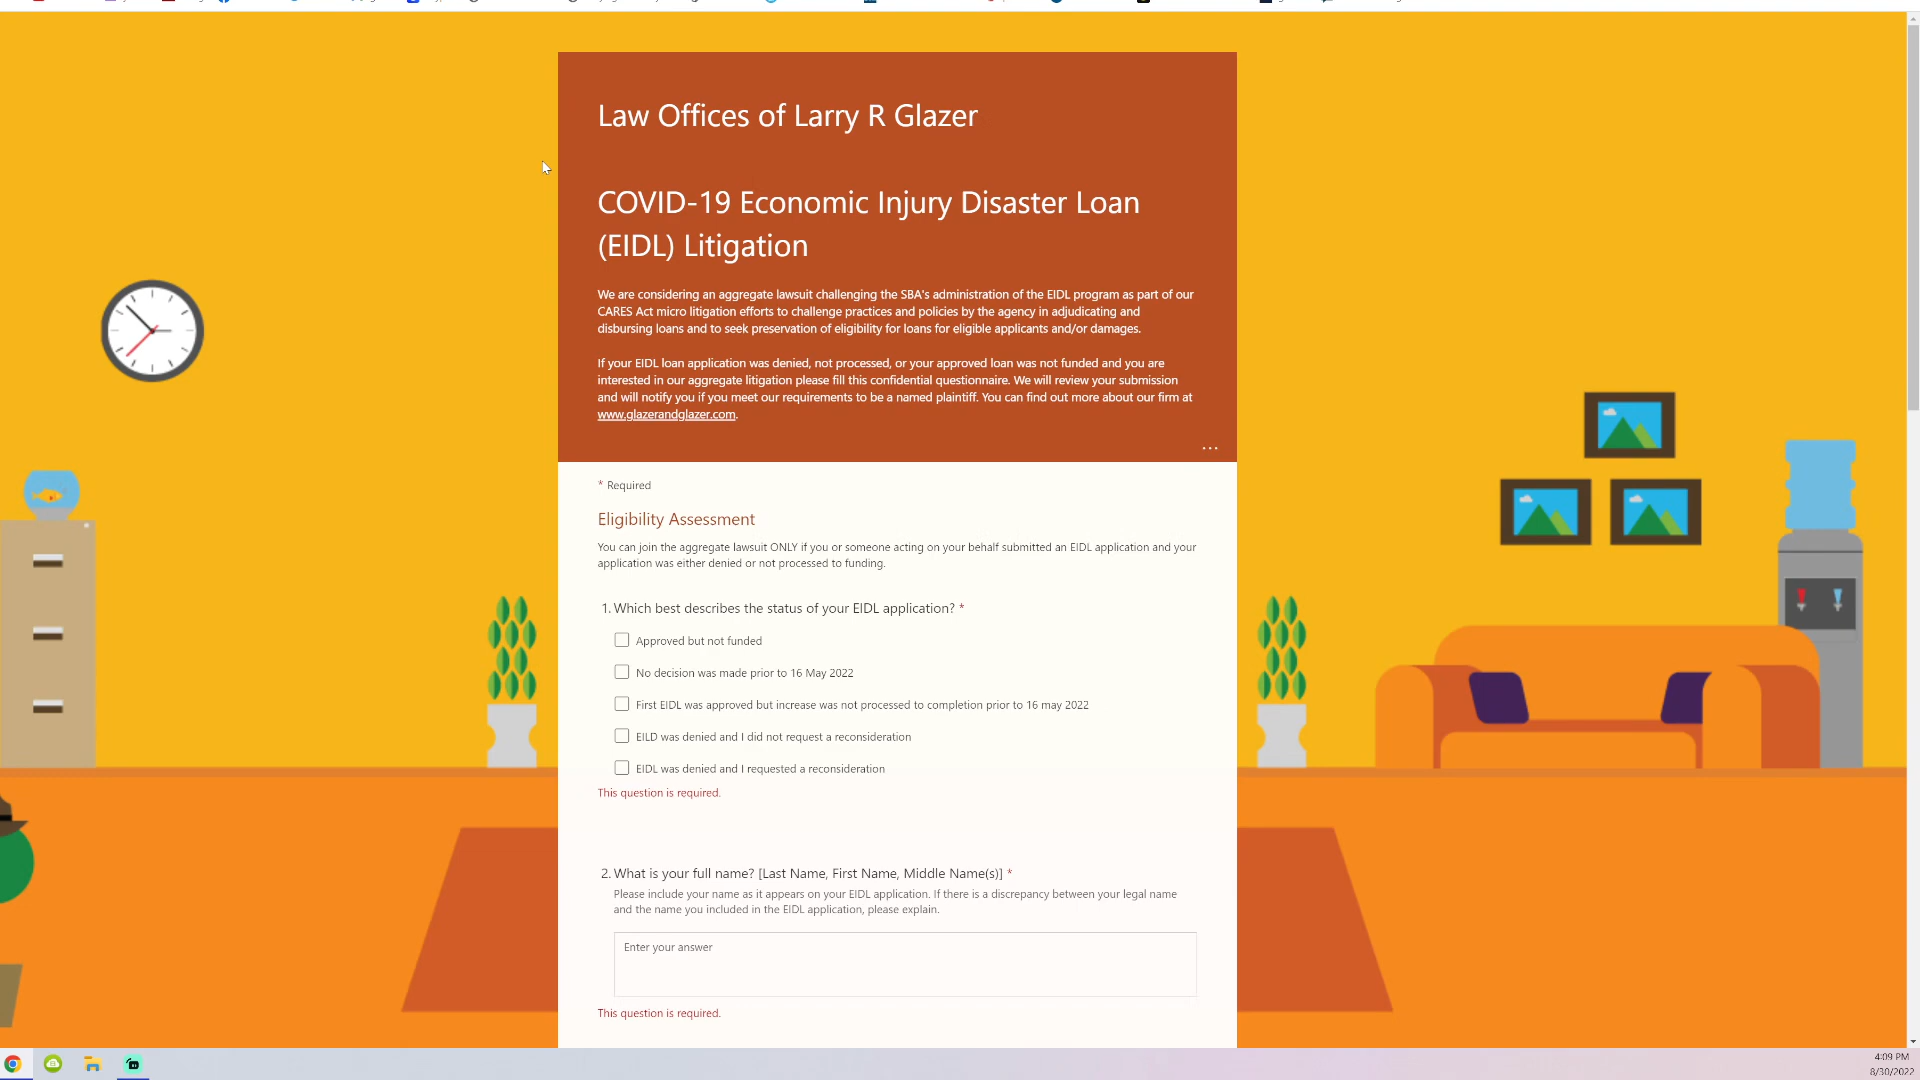 Law Offices of Larry R Glazer
COVID-19 Economic Injury Disaster Loan
(EIDL) Litigation
We are considering an aggregate lawsuit challenging the SBA's administration of the EIDL program as part of our
CARES Act micro litigation efforts to challenge practices and policies by the agency in adjudicating and
disbursing loans and to seek preservation of eligibility for loans for eligible applicants and/or damages.
If your EIDL loan application was denied, not processed, or your approved loan was not funded and you are
interested in our aggregate litigation please fill this confidential questionnaire. We will review your submission
and will notify you if you meet our requirements to be a named plaintiff. You can find out more about our firm at
www.glazerandglazer.com.
...
* Required
Eligibility Assessment
You can join the aggregate lawsuit ONLY if you or someone acting on your behalf submitted an EIDL application and your
application was either denied or not processed to funding.
1. Which best describes the status of your EIDL application? *
Approved but not funded
No decision was made prior to 16 May 2022
First EIDL was approved but increase was not processed to completion prior to 16 may 2022
EILD was denied and I did not request a reconsideration
EIDL was denied and I requested a reconsideration
This question is required.
2. What is your full name? [Last Name, First Name, Middle Name(s)] *
Please include your name as it appears on your EIDL application. If there is a discrepancy between your legal name
and the name you included in the EIDL application, please explain.
Enter your answer
This question is required.
4:09 PM
8/30/2022